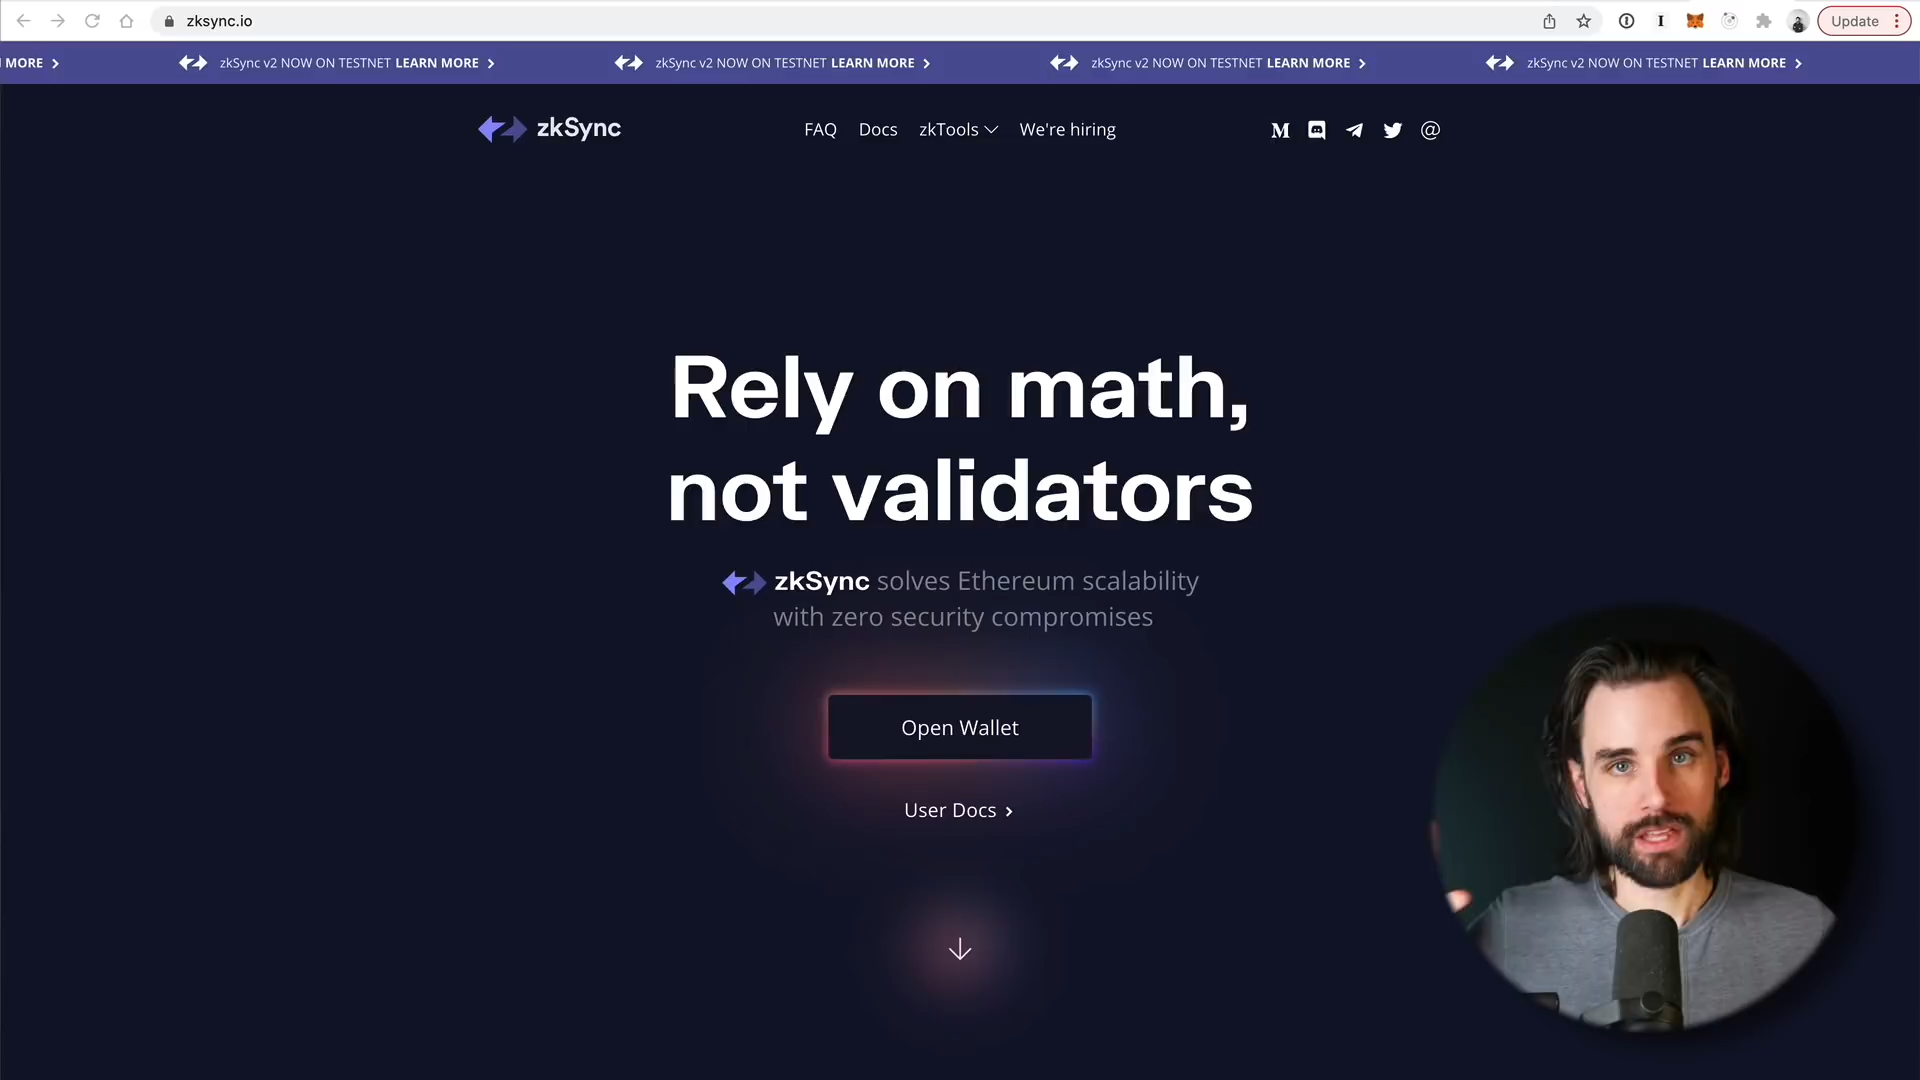 zksync.io
Update
MORE
zkSync v2 NOW ON TESTNET LEARN MORE
zkSync v2 NOW ON TESTNET LEARN MORE
zkSync v2 NOW ON TESTNET LEARN MORE
zkSync v2 NOW ON TESTNET LEARN MORE
zkSync
FAQ Docs zkTools We're hiring
Rely on math,
not validators
zkSync solves Ethereum scalability
with zero security compromises
Open Wallet
User Docs